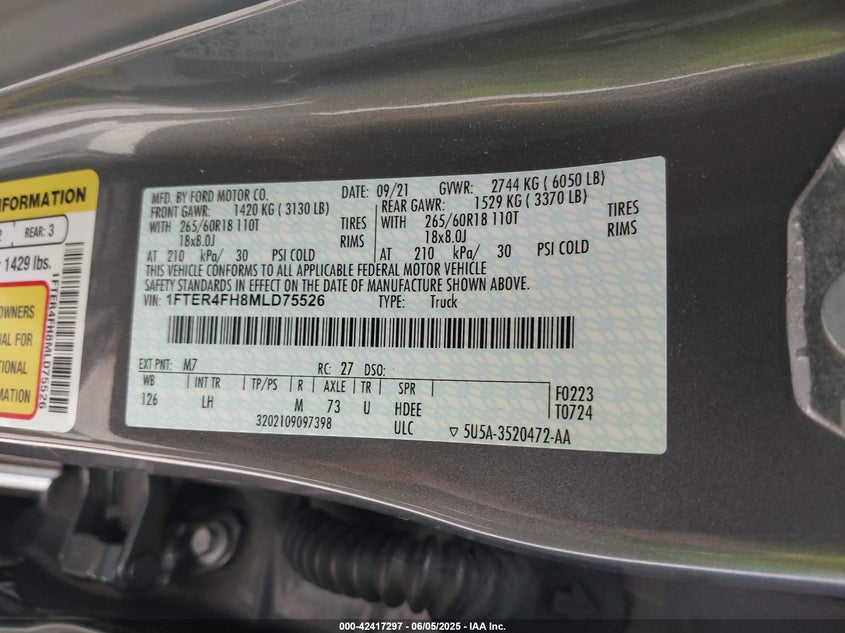 INFORMATION
REAR: 3
1429 lbs.
OWNERS
FOR
1FTER4FH8MLD75526
MFD. BY FORD MOTOR CO.
DATE: 09/21 GVWR: 2744 KG ( 6050 LB)
FRONT GAWR: 1420 KG ( 3130 LB)
WITH 265/60R18 110T TIRES
18x8.0J RIMS
AT 210 kPa/ 30 PSI COLD
REAR GAWR: 1529 KG ( 3370 LB)
WITH 265/60R18 110T TIRES
18x8.0J RIMS
AT 210 kPa/ 30 PSI COLD
THIS VEHICLE CONFORMS TO ALL APPLICABLE FEDERAL MOTOR VEHICLE
SAFETY STANDARDS IN EFFECT ON THE DATE OF MANUFACTURE SHOWN ABOVE.
VIN: 1FTER4FH8MLD75526 TYPE: Truck
EXT PNT: M7 RC: 27 DSO:
WB INT TR TP/PS R AXLE TR SPR
126 LH M 73 U HDEE
F0223
T0724
3202109097398 ULC ▽ 5U5A-3520472-AA
000-42417297 - 06/05/2025 - IAA Inc.